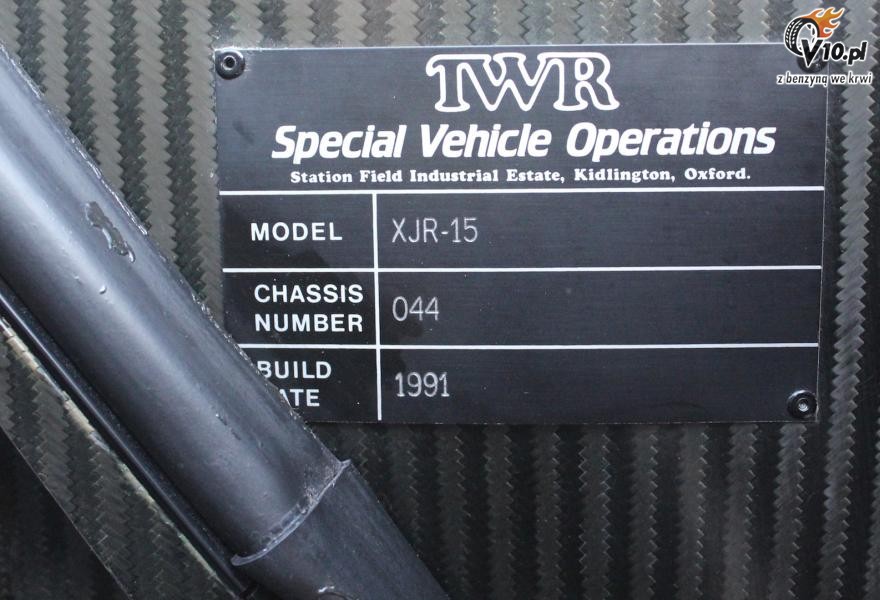 V10.pl
z benzyną we krwi
TWR
Special Vehicle Operations
Station Field Industrial Estate, Kidlington, Oxford.
MODEL XJR-15
CHASSIS
NUMBER 044
BUILD
ATE 1991